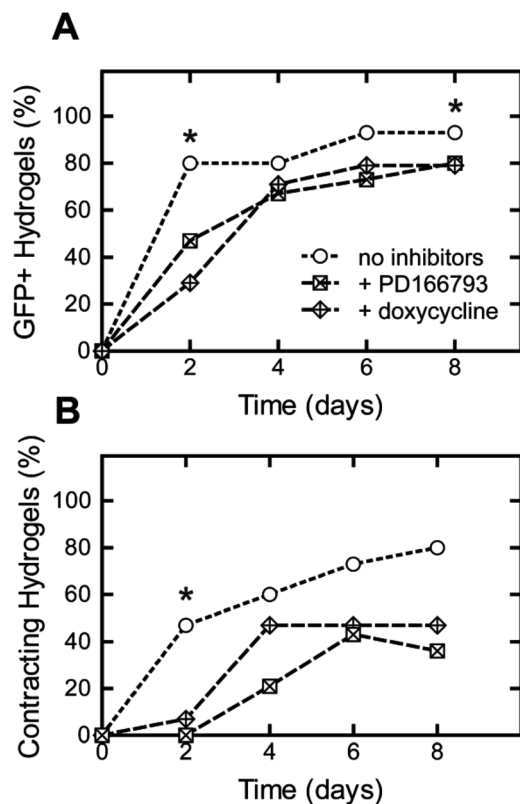 A
GFP+ Hydrogels (%)
100
80
60
40
20
0
*
*
no inhibitors
+ PD166793
+ doxycycline
0 2 4 6 8
Time (days)
B
Contracting Hydrogels (%)
100
80
60
40
20
0
*
0 2 4 6 8
Time (days)